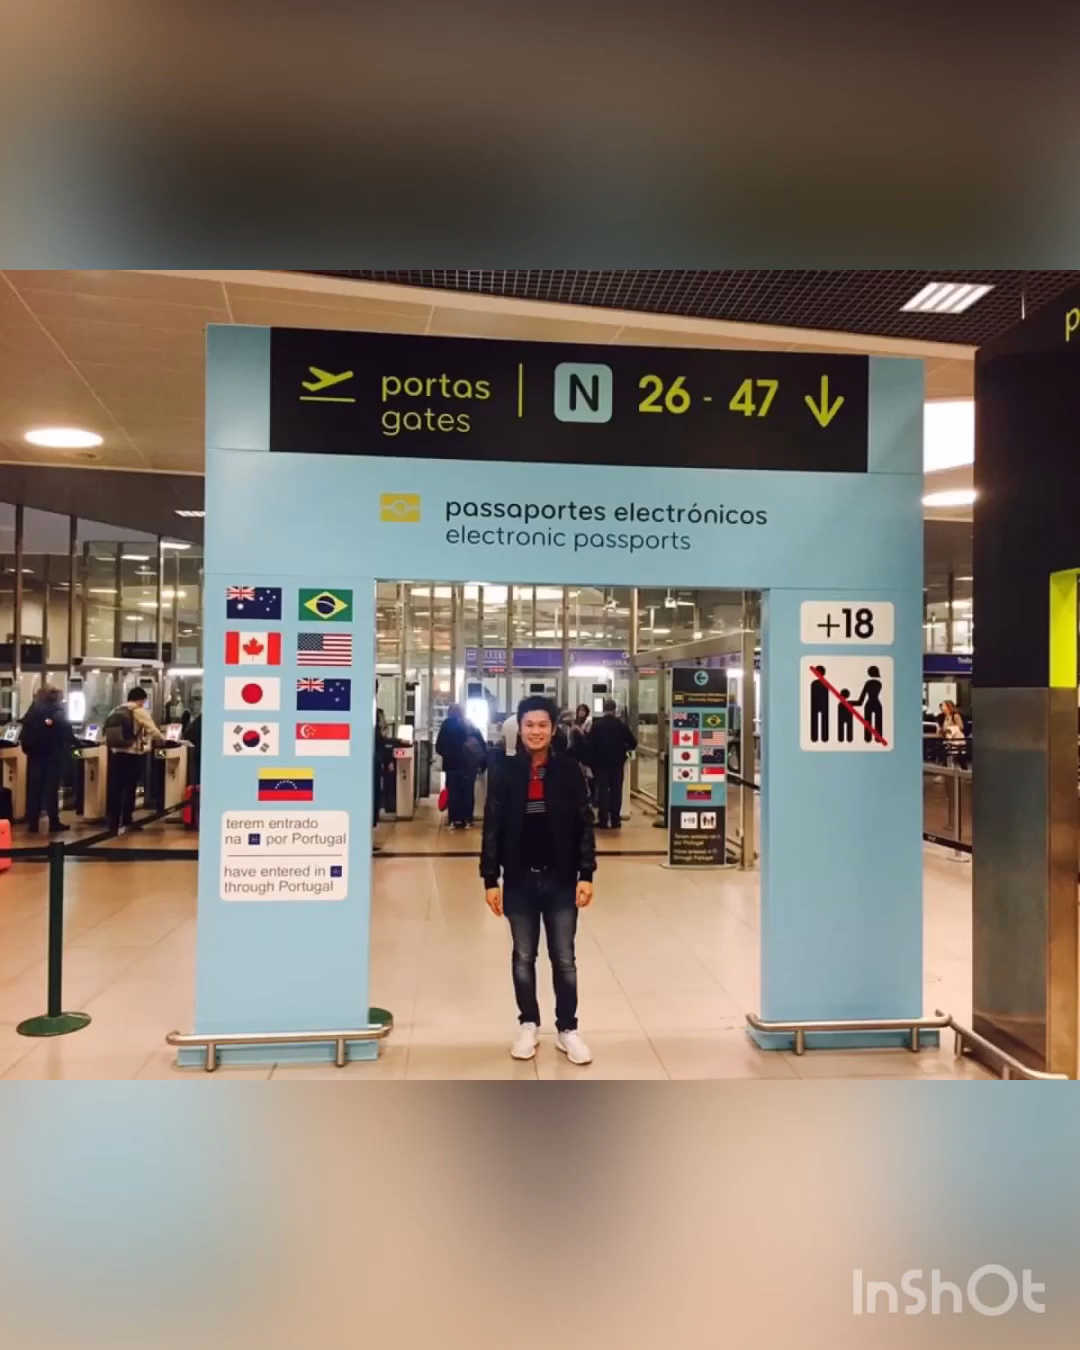 portas
gates
N 26 - 47
passaportes electrónicos
electronic passports
+18
terem entrado
na por Portugal
have entered in
through Portugal
InShOt